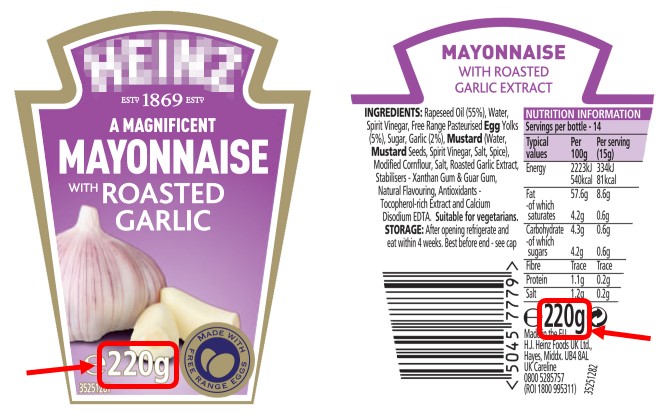 HEINZ
ESTD 1869 ESTD
A MAGNIFICENT
MAYONNAISE
WITH ROASTED
GARLIC
MADE WITH
FREE RANGE EGGS
℮220g
MAYONNAISE
WITH ROASTED
GARLIC EXTRACT
INGREDIENTS: Rapeseed Oil (55%), Water,
Spirit Vinegar, Free Range Pasteurised Egg Yolks
(5%), Sugar, Garlic (2%), Mustard (Water,
Mustard Seeds, Spirit Vinegar, Salt, Spice),
Modified Cornflour, Salt, Roasted Garlic Extract,
Stabilisers - Xanthan Gum & Guar Gum,
Natural Flavouring, Antioxidants -
Tocopherol-rich Extract and Calcium
Disodium EDTA. Suitable for vegetarians.
STORAGE: After opening refrigerate and
eat within 4 weeks. Best before end - see cap
NUTRITION INFORMATION
Servings per bottle - 14
Typical values Per 100g Per serving (15g)
Energy 2223kJ 334kJ
540kcal 81kcal
Fat 57.6g 8.6g
-of which
saturates 4.2g 0.6g
Carbohydrate 4.3g 0.6g
-of which
sugars 4.2g 0.6g
Fibre Trace Trace
Protein 1.1g 0.2g
Salt 1.2g 0.2g
<5045 7779>
℮220g
Made in the EU
H.J. Heinz Foods UK Ltd.,
Hayes, Middx. UB4 8AL
UK Careline
0800 5285757
(ROI 1800 995311)
35251282